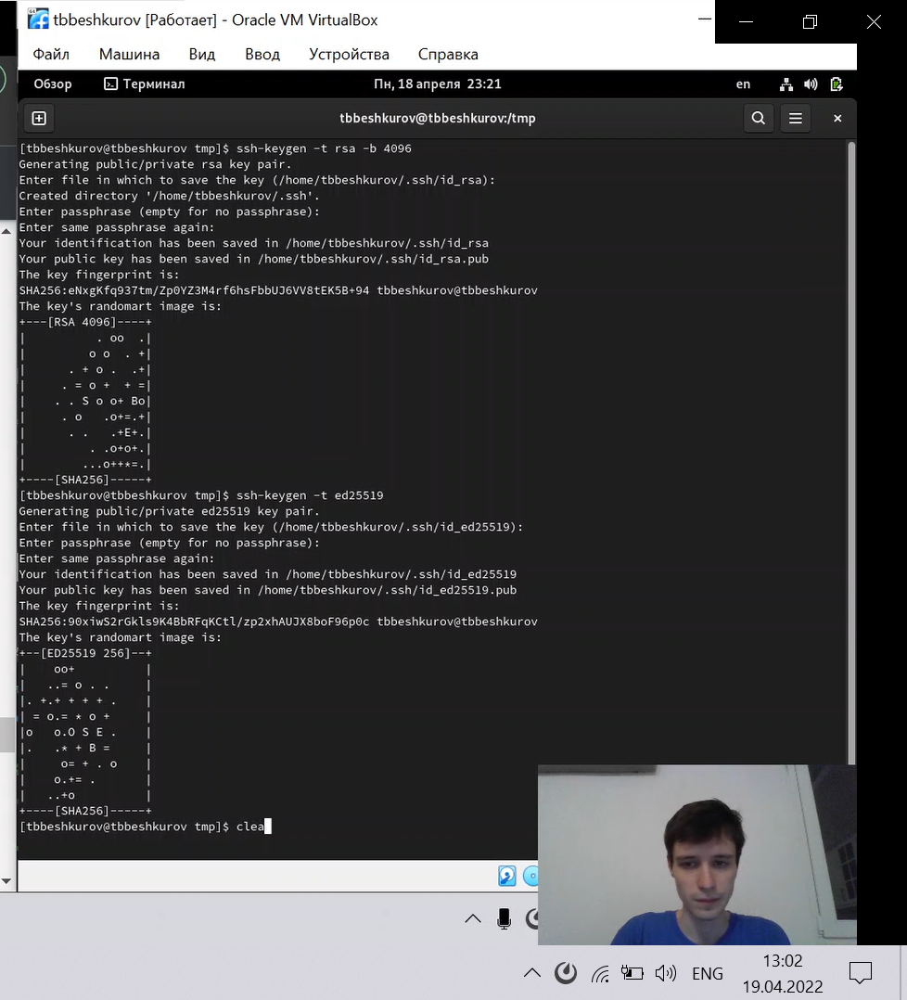 tbbeshkurov [Работает] - Oracle VM VirtualBox
Файл Машина Вид Ввод Устройства Справка
Обзор Терминал Пн, 18 апреля 23:21 en
tbbeshkurov@tbbeshkurov:/tmp
[tbbeshkurov@tbbeshkurov tmp]$ ssh-keygen -t rsa -b 4096
Generating public/private rsa key pair.
Enter file in which to save the key (/home/tbbeshkurov/.ssh/id_rsa):
Created directory '/home/tbbeshkurov/.ssh'.
Enter passphrase (empty for no passphrase):
Enter same passphrase again:
Your identification has been saved in /home/tbbeshkurov/.ssh/id_rsa
Your public key has been saved in /home/tbbeshkurov/.ssh/id_rsa.pub
The key fingerprint is:
SHA256:eNxgKfq937tm/Zp0YZ3M4rf6hsFbbUJ6VV8tEK5B+94 tbbeshkurov@tbbeshkurov
The key's randomart image is:
+---[RSA 4096]----+
|          . oo  .|
|         o o  . +|
|      . + o .  .+|
|     . = o +  + =|
|    . . S o o+ Bo|
|     . o   .o+=.+|
|      . .   .+E+.|
|         . .o+o+.|
|        ...o++*=.|
+----[SHA256]-----+
[tbbeshkurov@tbbeshkurov tmp]$ ssh-keygen -t ed25519
Generating public/private ed25519 key pair.
Enter file in which to save the key (/home/tbbeshkurov/.ssh/id_ed25519):
Enter passphrase (empty for no passphrase):
Enter same passphrase again:
Your identification has been saved in /home/tbbeshkurov/.ssh/id_ed25519
Your public key has been saved in /home/tbbeshkurov/.ssh/id_ed25519.pub
The key fingerprint is:
SHA256:90xiwS2rGkls9K4BbRFqKCtl/zp2xhAUJX8boF96p0c tbbeshkurov@tbbeshkurov
The key's randomart image is:
+--[ED25519 256]--+
|    oo+          |
|   ..= o . .     |
|. +.+ + + + .    |
| = o.= * o +     |
|o   o.O S E .    |
|.   .* + B =     |
|     o= + . o    |
|    o.+= .       |
|   ..+o          |
+----[SHA256]-----+
[tbbeshkurov@tbbeshkurov tmp]$ clea
ENG 13:02
19.04.2022